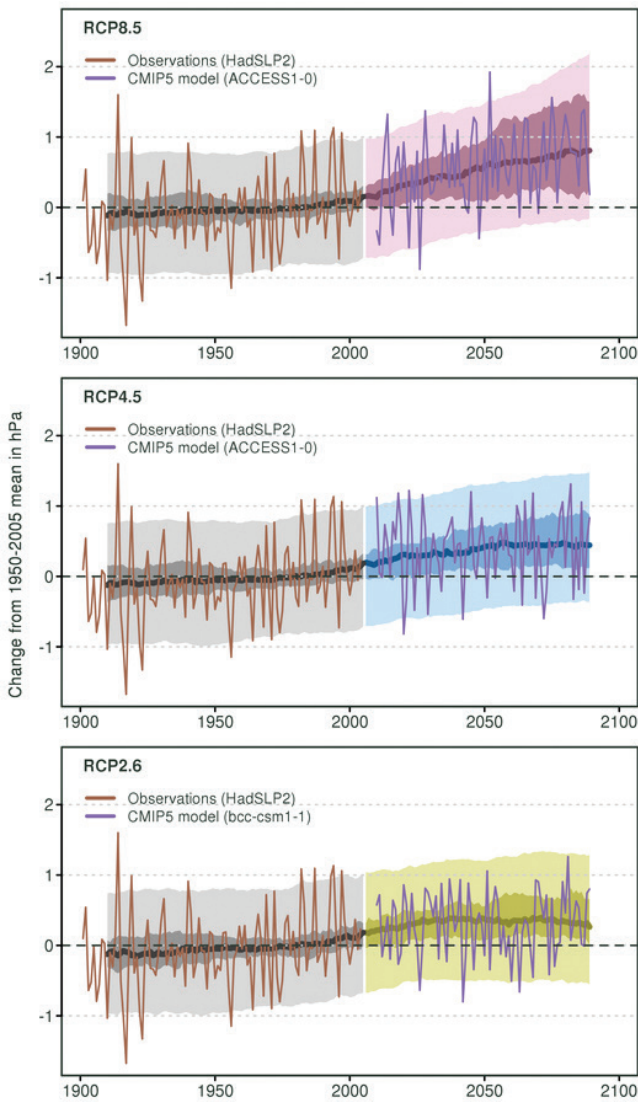 RCP8.5
Observations (HadSLP2)
CMIP5 model (ACCESS1-0)
2
1
0
-1
1900 1950 2000 2050 2100
RCP4.5
Observations (HadSLP2)
CMIP5 model (ACCESS1-0)
2
1
0
-1
1900 1950 2000 2050 2100
Change from 1950-2005 mean in hPa
RCP2.6
Observations (HadSLP2)
CMIP5 model (bcc-csm1-1)
2
1
0
-1
1900 1950 2000 2050 2100